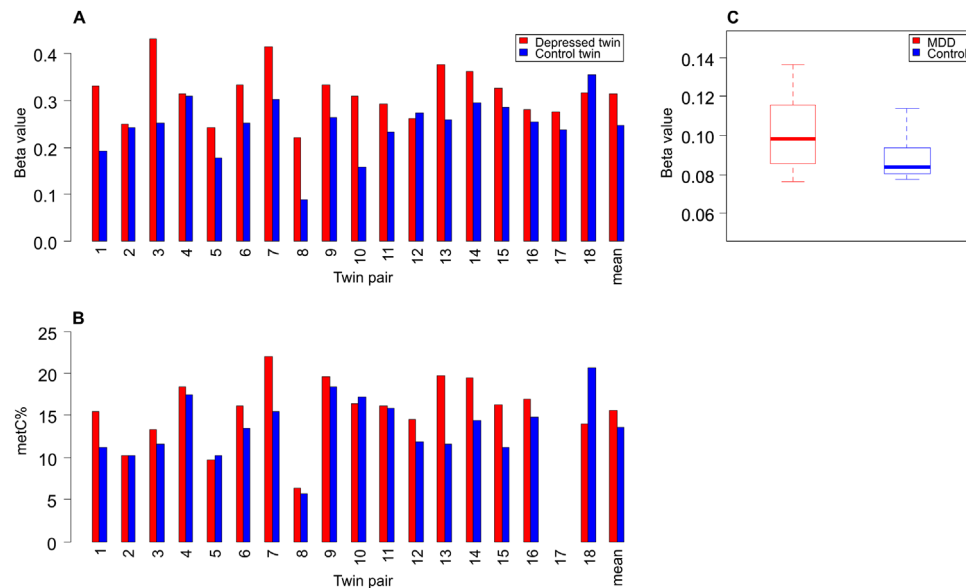 A
Depressed twin
Control twin
Beta value
0.4
0.3
0.2
0.1
0.0
1 2 3 4 5 6 7 8 9 10 11 12 13 14 15 16 17 18 mean
Twin pair
C
MDD
Control
Beta value
0.14
0.12
0.10
0.08
0.06
B
metC%
25
20
15
10
5
0
1 2 3 4 5 6 7 8 9 10 11 12 13 14 15 16 17 18 mean
Twin pair